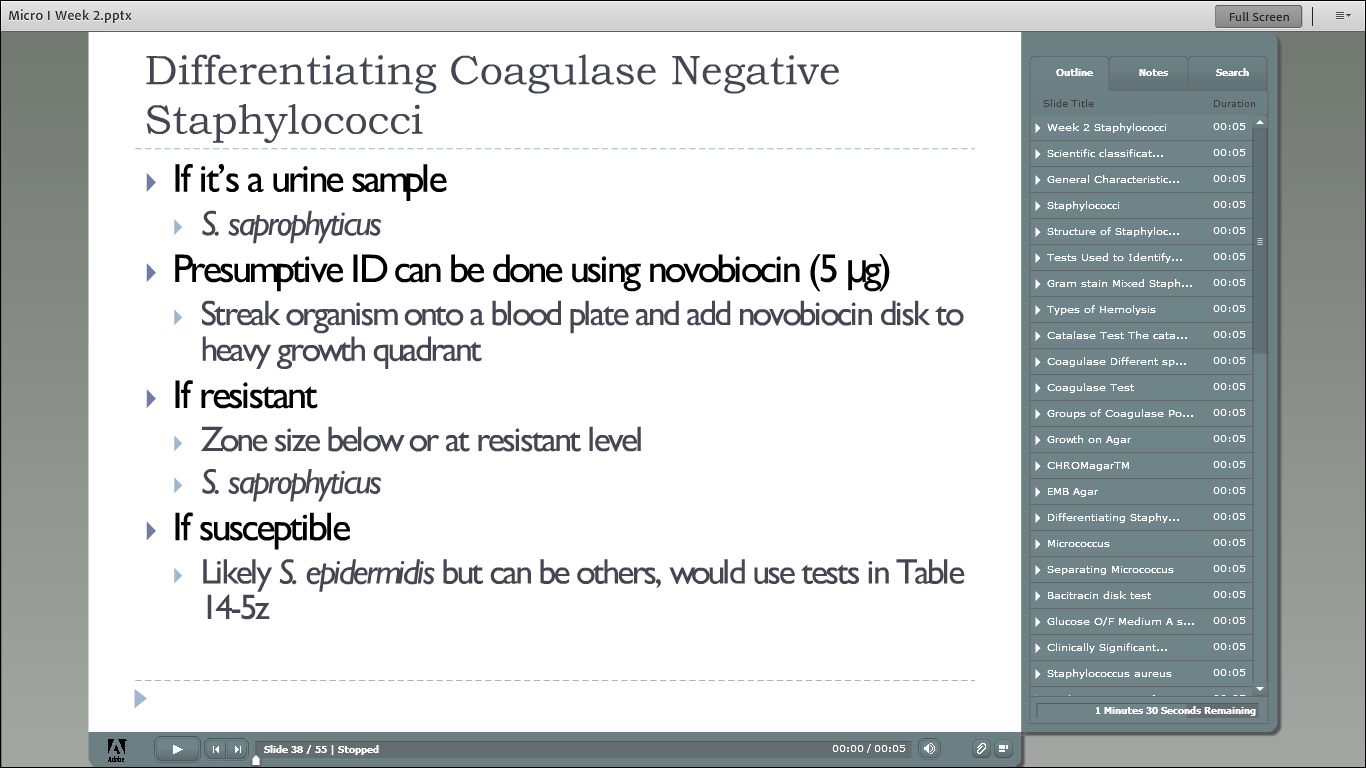 Micro I Week 2.pptx
Full Screen
Differentiating Coagulase Negative
Staphylococci
If it’s a urine sample
S. saprophyticus
Presumptive ID can be done using novobiocin (5 µg)
Streak organism onto a blood plate and add novobiocin disk to
heavy growth quadrant
If resistant
Zone size below or at resistant level
S. saprophyticus
If susceptible
Likely S. epidermidis but can be others, would use tests in Table
14-5z
Outline Notes Search
Slide Title Duration
Week 2 Staphylococci 00:05
Scientific classificat... 00:05
General Characteristic... 00:05
Staphylococci 00:05
Structure of Staphyloc... 00:05
Tests Used to Identify... 00:05
Gram stain Mixed Staph... 00:05
Types of Hemolysis 00:05
Catalase Test The cata... 00:05
Coagulase Different sp... 00:05
Coagulase Test 00:05
Groups of Coagulase Po... 00:05
Growth on Agar 00:05
CHROMagarTM 00:05
EMB Agar 00:05
Differentiating Staphy... 00:05
Micrococcus 00:05
Separating Micrococcus 00:05
Bacitracin disk test 00:05
Glucose O/F Medium A s... 00:05
Clinically Significant... 00:05
Staphylococcus aureus 00:05
1 Minutes 30 Seconds Remaining
Adobe
Slide 38 / 55 | Stopped 00:00 / 00:05